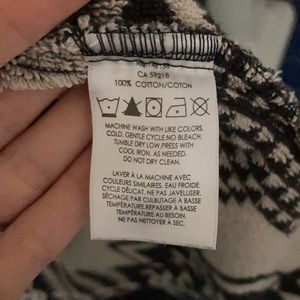 CA 59218
100% COTTON/COTON
MACHINE WASH WITH LIKE COLORS.
COLD. GENTLE CYCLE.NO BLEACH.
TUMBLE DRY LOW,PRESS WITH
COOL IRON, AS NEEDED.
DO NOT DRY CLEAN.
LAVER À LA MACHINE AVEC
COULEURS SIMILAIRES. EAU FROIDE.
CYCLE DÉLICAT. NE PAS BLANCHIR.
SÉCHAGE PAR CULBUTAGE À BASSE
TEMPÉRATURE.REPASSER À BASSE
TEMPÉRATURE AU BESOIN.
NE PAS NETTOYER À SEC.